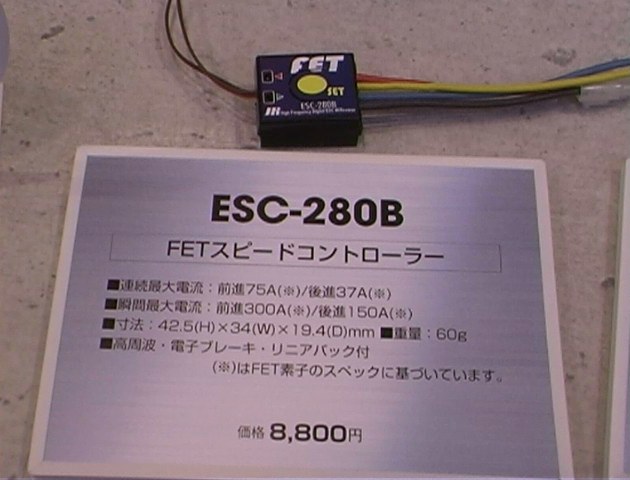 FET
SET
ESC-280B
JR High Frequency Digital
ESC-280B
FETスピードコントローラー
■連続最大電流：前進75A(※)/後進37A(※)
■瞬間最大電流：前進300A(※)/後進150A(※)
■寸法：42.5(H)×34(W)×19.4(D)mm ■重量：60g
■高周波・電子ブレーキ・リニアバック付
(※)はFET素子のスペックに基づいています。
価格 8,800円